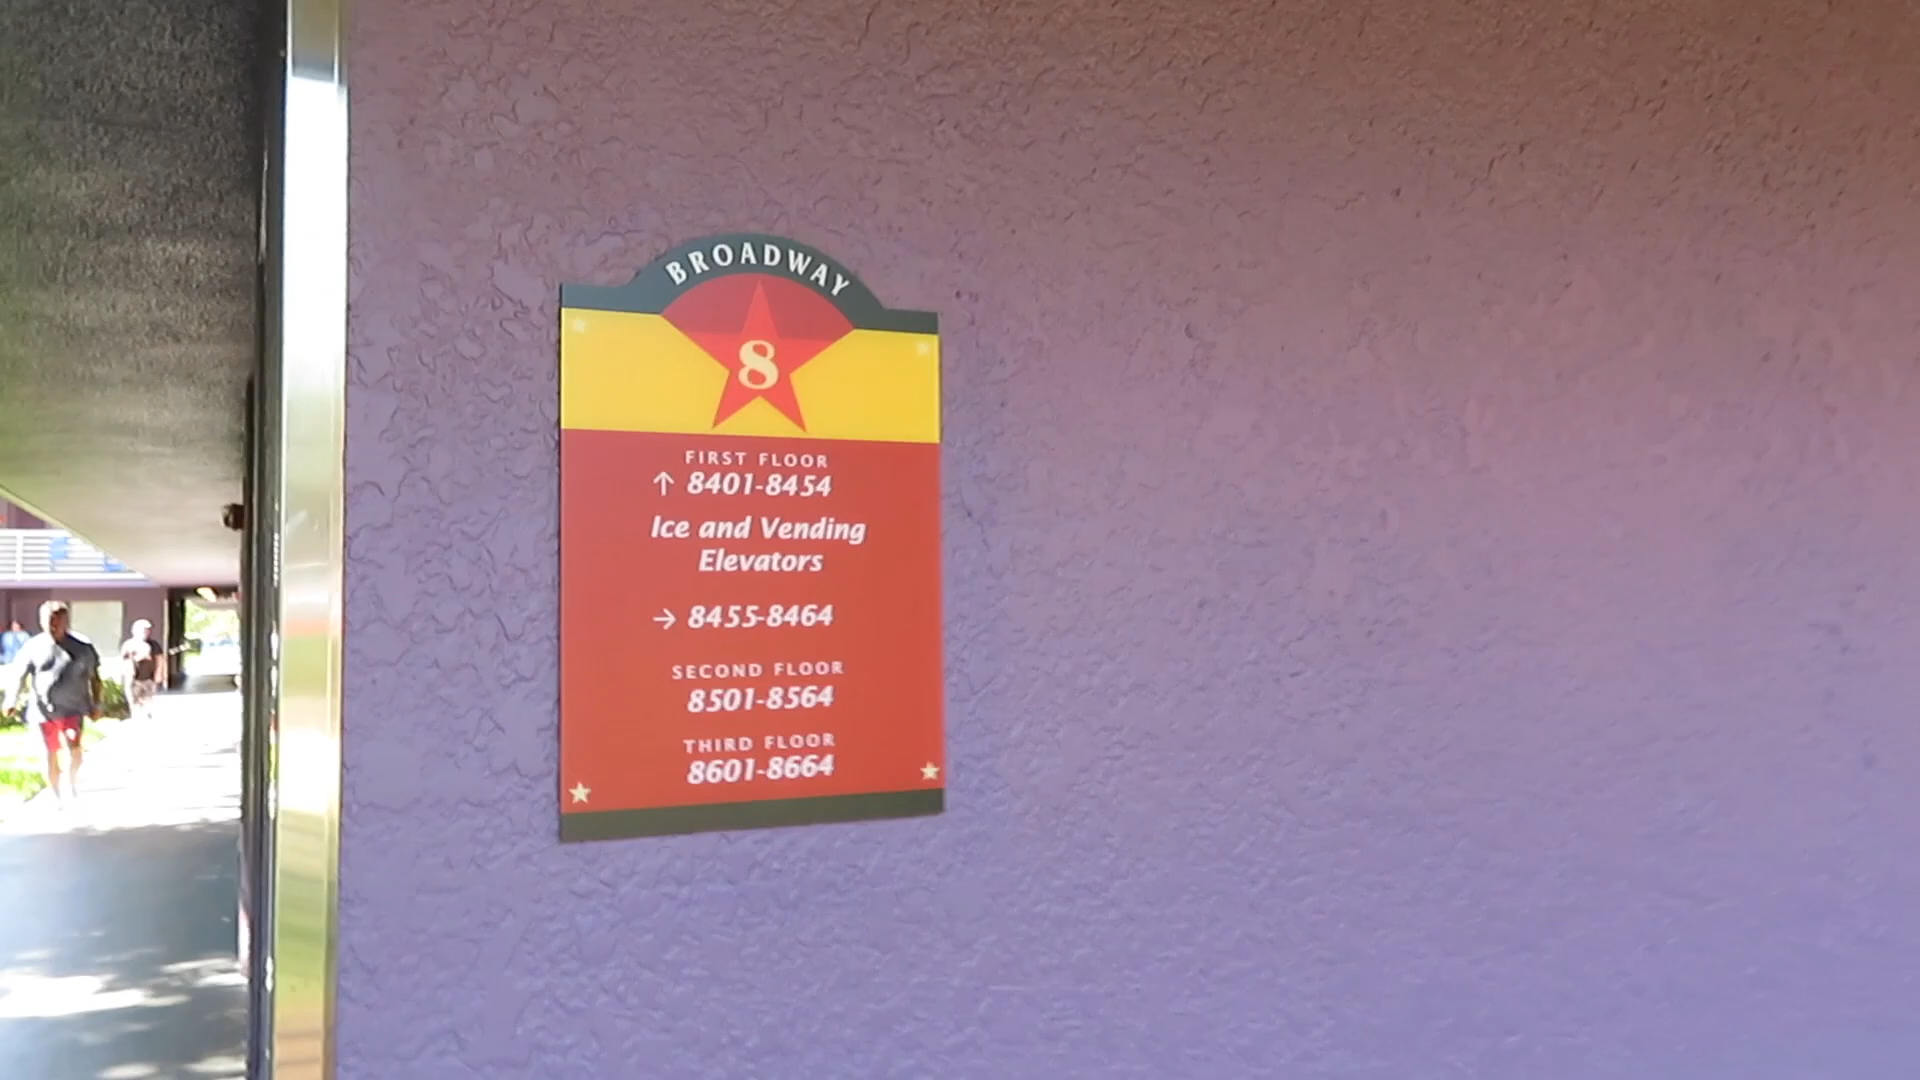 BROADWAY
8
FIRST FLOOR
↑ 8401-8454
Ice and Vending
Elevators
→ 8455-8464
SECOND FLOOR
8501-8564
THIRD FLOOR
8601-8664